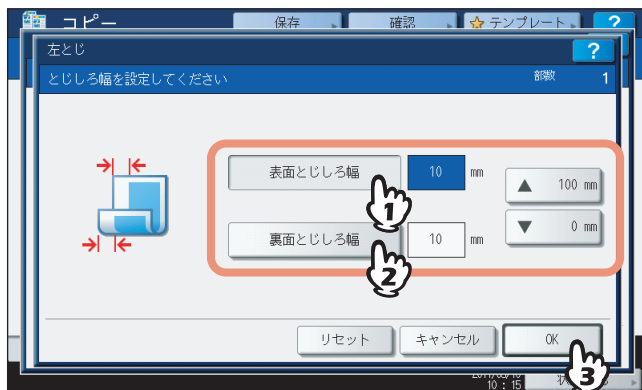 コピー 保存 確認 テンプレート ?
左とじ ?
とじしろ幅を設定してください 部数 1
表面とじしろ幅 10 mm ▲ 100 mm
1
裏面とじしろ幅 10 mm ▼ 0 mm
2
リセット キャンセル OK
3
10 : 15